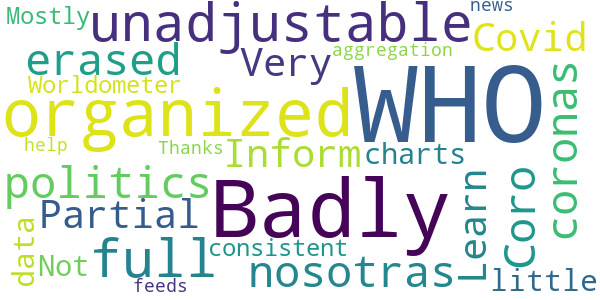 Mostly
unadjustable
news
Covid
erased
Very
aggregation
WHO
Worldometer
organized
coronas
help
Thanks
Inform
charts
politics
Badly
Learn
Coro
Partial
data
Not
full
consistent
nosotras
little
feeds